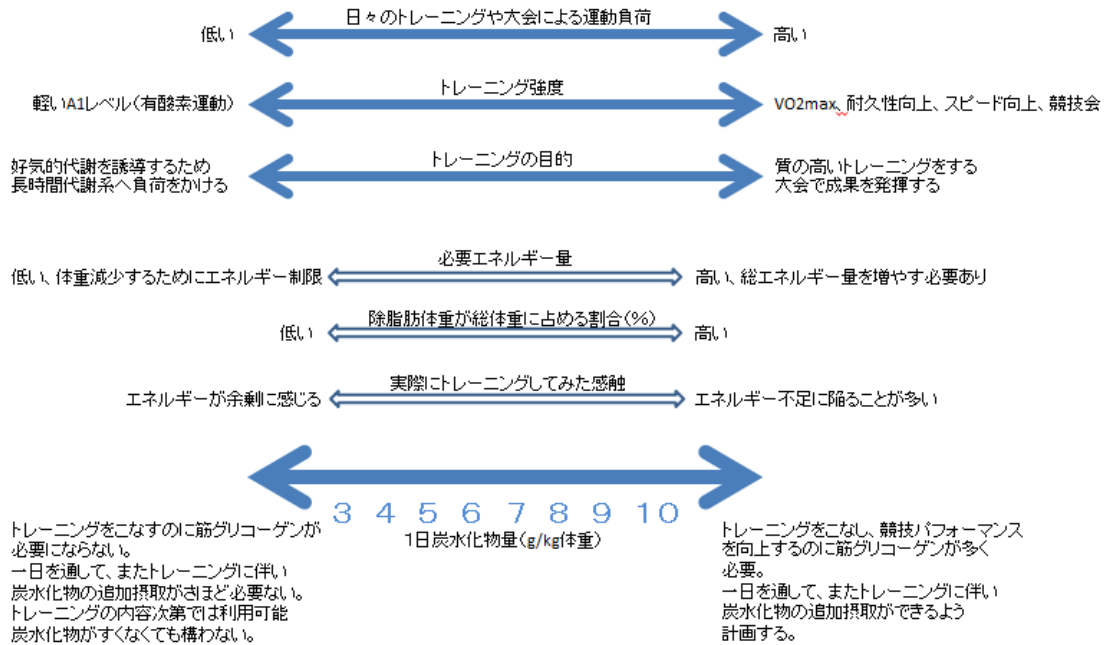 日々のトレーニングや大会による運動負荷
低い
高い
トレーニング強度
軽いA1レベル(有酸素運動)
VO2max、耐久性向上、スピード向上、競技会
トレーニングの目的
好気的代謝を誘導するため
長時間代謝系へ負荷をかける
質の高いトレーニングをする
大会で成果を発揮する
必要エネルギー量
低い、体重減少するためにエネルギー制限
高い、総エネルギー量を増やす必要あり
除脂肪体重が総体重に占める割合(%)
低い
高い
実際にトレーニングしてみた感触
エネルギーが余剰に感じる
エネルギー不足に陥ることが多い
3 4 5 6 7 8 9 10
1日炭水化物量(g/kg体重)
トレーニングをこなすのに筋グリコーゲンが
必要にならない。
一日を通して、またトレーニングに伴い
炭水化物の追加摂取がさほど必要ない。
トレーニングの内容次第では利用可能
炭水化物がすくなくても構わない。
トレーニングをこなし、競技パフォーマンス
を向上するのに筋グリコーゲンが多く
必要。
一日を通して、またトレーニングに伴い
炭水化物の追加摂取ができるよう
計画する。